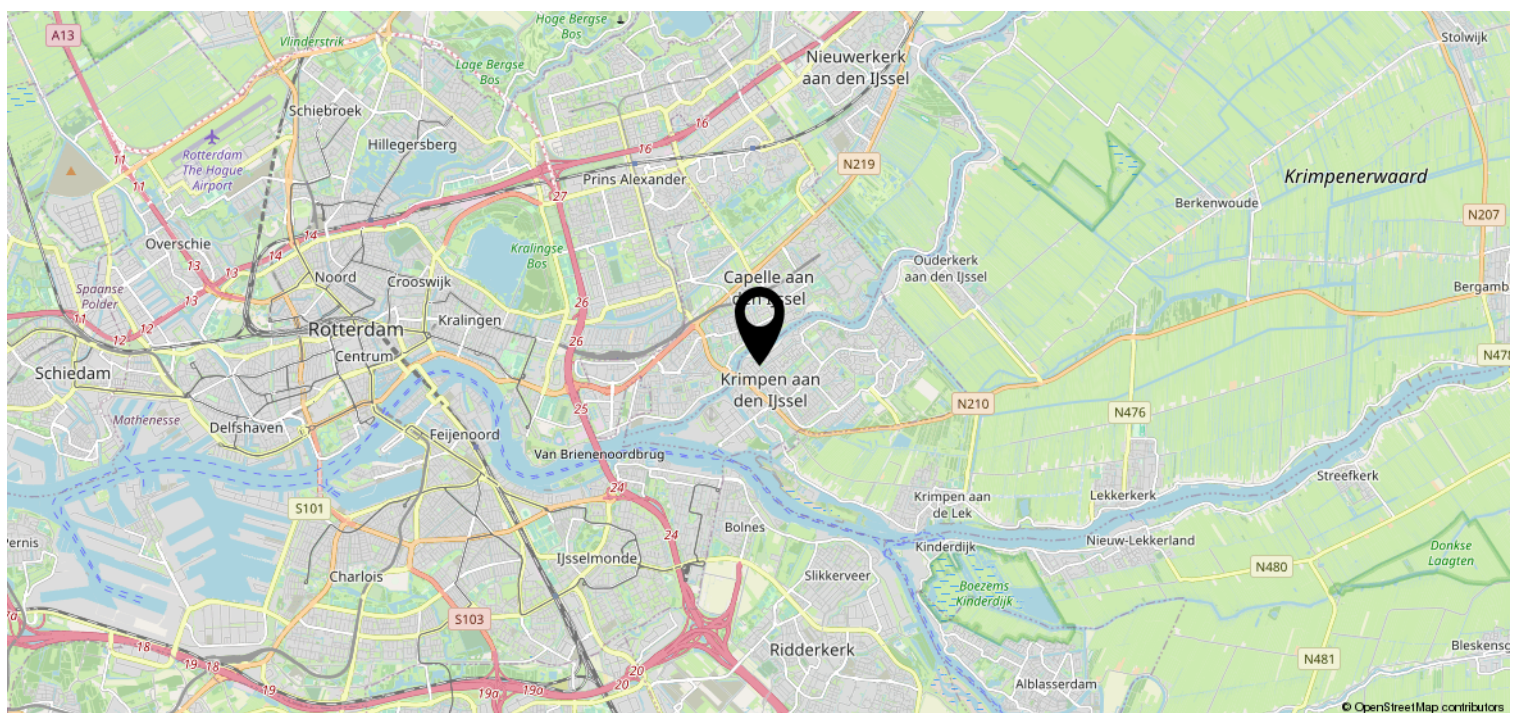 A13
Vlinderstrik
Hoge Bergse
Bos
Lage Bergse
Bos
Nieuwerkerk
aan den IJssel
Stolwijk
Schiebroek
Hillegersberg
Rotterdam
The Hague
Airport
11
11
16
16
Prins Alexander
27
N219
Krimpenerwaard
Berkenwoude
N207
Overschie
14
13
13
13
14
Kralingse
Bos
Noord
Crooswijk
Spaanse
Polder
Capelle aan
den IJssel
Ouderkerk
aan den IJssel
Bergamb
11
12
Rotterdam
Kralingen
26
26
Centrum
Schiedam
Krimpen aan
den IJssel
N478
25
N210
N476
Mathenesse
Delfshaven
Feijenoord
Van Brienenoordbrug
24
Streefkerk
Krimpen aan
de Lek
Lekkerkerk
S101
24
Bolnes
Kinderdijk
Nieuw-Lekkerland
Pernis
IJsselmonde
Charlois
Slikkerveer
Boezems
Kinderdijk
N480
Donkse
Laagten
S103
18
19
18
19
Ridderkerk
20
20
19a
19a
N481
Bleskensg
Alblasserdam
© OpenStreetMap contributors